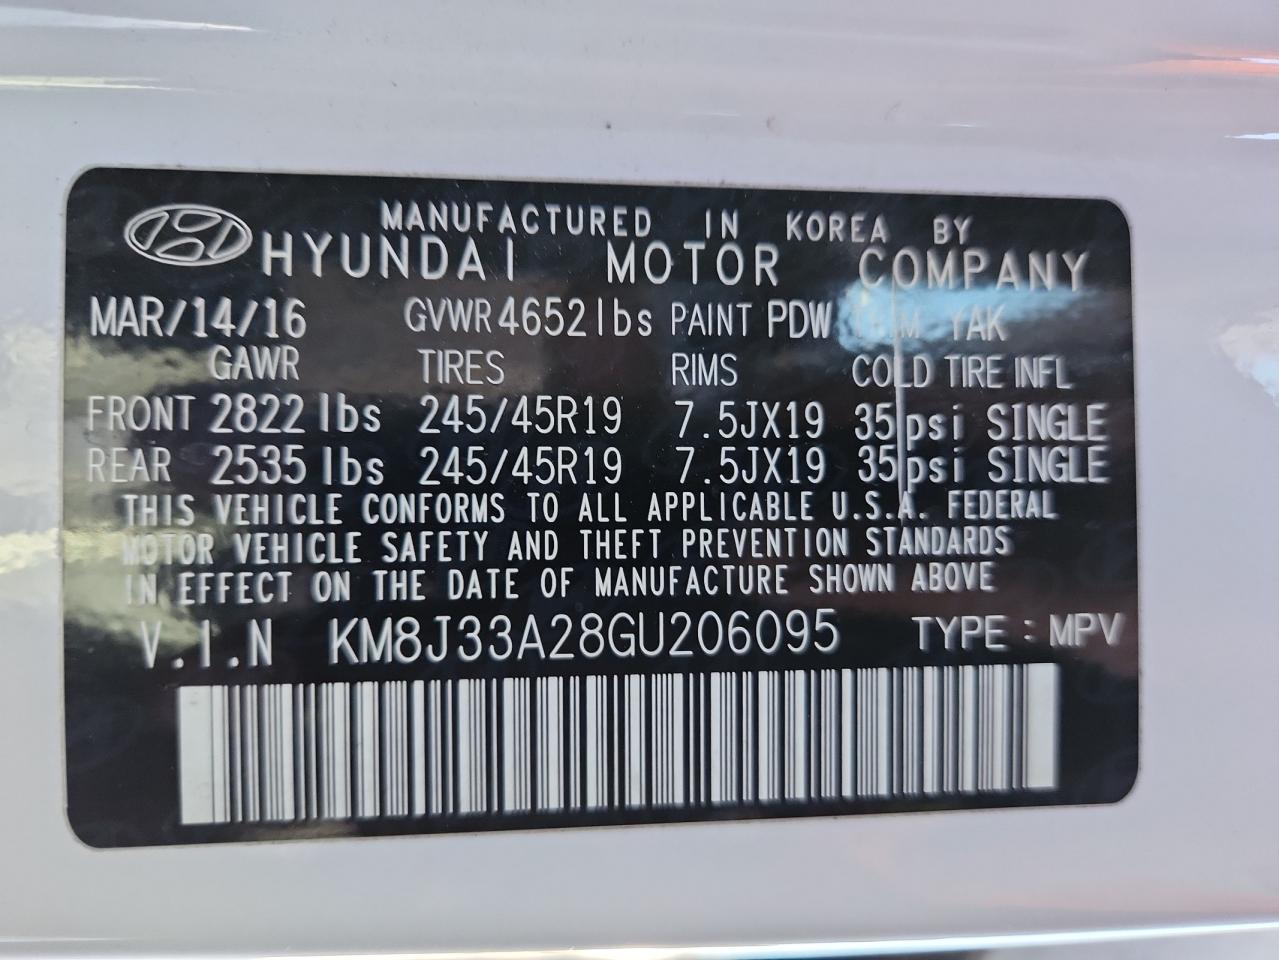 MANUFACTURED IN KOREA BY
HYUNDAI MOTOR COMPANY
MAR/14/16 GVWR 4652 lbs PAINT PDW TRIM YAK
GAWR TIRES RIMS COLD TIRE INFL
FRONT 2822 lbs 245/45R19 7.5JX19 35 psi SINGLE
REAR 2535 lbs 245/45R19 7.5JX19 35 psi SINGLE
THIS VEHICLE CONFORMS TO ALL APPLICABLE U.S.A. FEDERAL
MOTOR VEHICLE SAFETY AND THEFT PREVENTION STANDARDS
IN EFFECT ON THE DATE OF MANUFACTURE SHOWN ABOVE
V.I.N KM8J33A28GU206095 TYPE : MPV